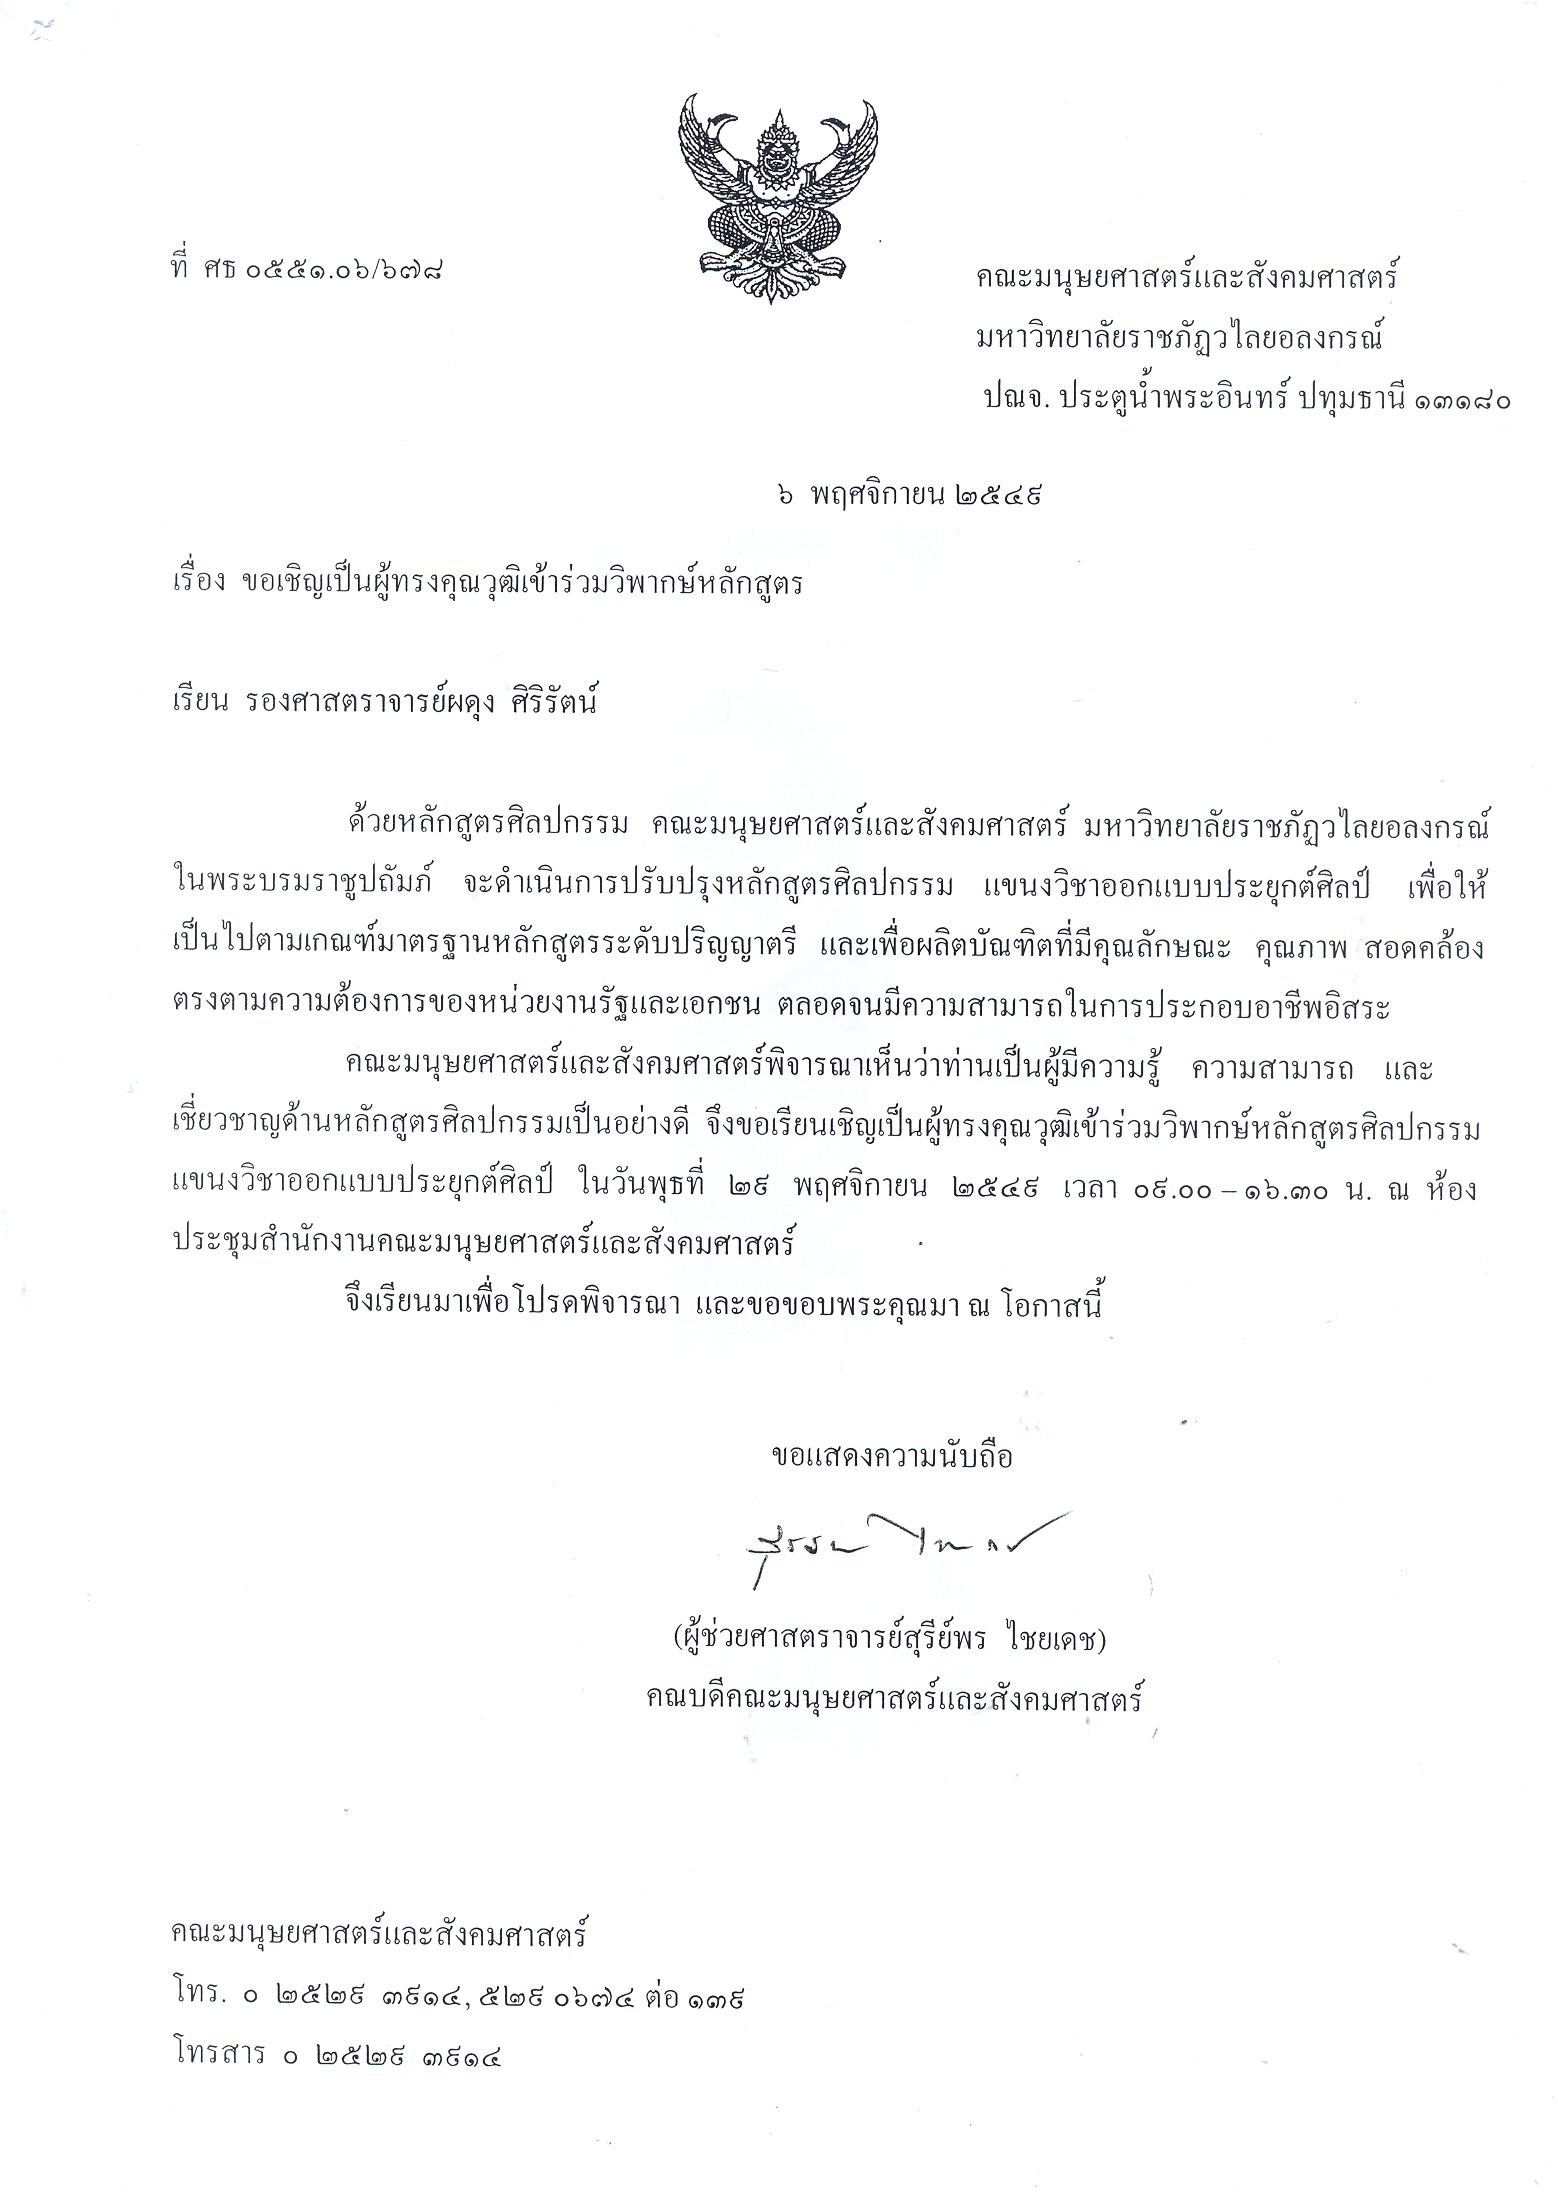 ที่ ศธ ๐๕๕๑.๐๖/๖๗๘
คณะมนุษยศาสตร์และสังคมศาสตร์
มหาวิทยาลัยราชภัฏวไลยอลงกรณ์
ปณจ. ประตูน้ำพระอินทร์ ปทุมธานี ๑๓๑๘๐
๖ พฤศจิกายน ๒๕๔๙
เรื่อง ขอเชิญเป็นผู้ทรงคุณวุฒิเข้าร่วมวิพากษ์หลักสูตร
เรียน รองศาสตราจารย์ผดุง ศิริรัตน์
ด้วยหลักสูตรศิลปกรรม คณะมนุษยศาสตร์และสังคมศาสตร์ มหาวิทยาลัยราชภัฏวไลยอลงกรณ์
ในพระบรมราชูปถัมภ์ จะดำเนินการปรับปรุงหลักสูตรศิลปกรรม แขนงวิชาออกแบบประยุกต์ศิลป์ เพื่อให้
เป็นไปตามเกณฑ์มาตรฐานหลักสูตรระดับปริญญาตรี และเพื่อผลิตบัณฑิตที่มีคุณลักษณะ คุณภาพ สอดคล้อง
ตรงตามความต้องการของหน่วยงานรัฐและเอกชน ตลอดจนมีความสามารถในการประกอบอาชีพอิสระ
คณะมนุษยศาสตร์และสังคมศาสตร์พิจารณาเห็นว่าท่านเป็นผู้มีความรู้ ความสามารถ และ
เชี่ยวชาญด้านหลักสูตรศิลปกรรมเป็นอย่างดี จึงขอเรียนเชิญเป็นผู้ทรงคุณวุฒิเข้าร่วมวิพากษ์หลักสูตรศิลปกรรม
แขนงวิชาออกแบบประยุกต์ศิลป์ ในวันพุธที่ ๒๙ พฤศจิกายน ๒๕๔๙ เวลา ๐๙.๐๐ – ๑๖.๓๐ น. ณ ห้อง
ประชุมสำนักงานคณะมนุษยศาสตร์และสังคมศาสตร์
จึงเรียนมาเพื่อโปรดพิจารณา และขอขอบพระคุณมา ณ โอกาสนี้
ขอแสดงความนับถือ
(ผู้ช่วยศาสตราจารย์สุรีย์พร ไชยเดช)
คณบดีคณะมนุษยศาสตร์และสังคมศาสตร์
คณะมนุษยศาสตร์และสังคมศาสตร์
โทร. ๐ ๒๕๒๙ ๓๙๑๔, ๕๒๙ ๐๖๗๔ ต่อ ๑๓๙
โทรสาร ๐ ๒๕๒๙ ๓๙๑๔